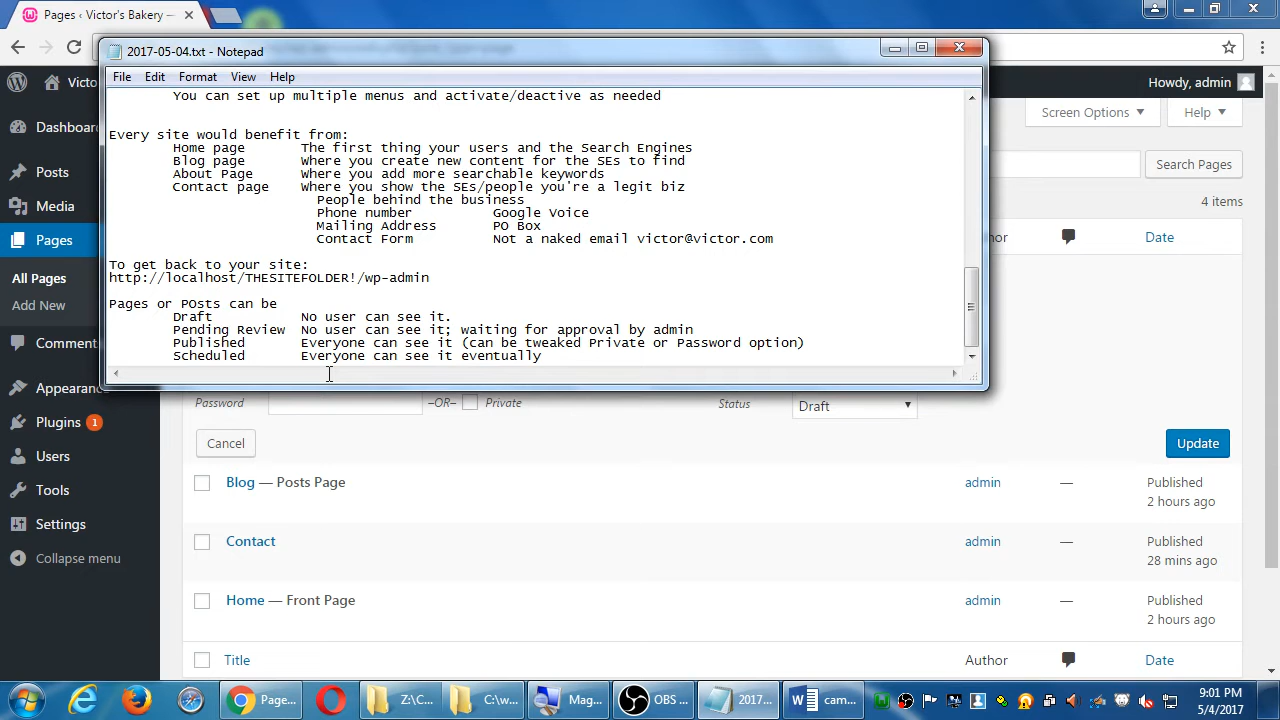 Pages ‹ Victor's Bakery —
2017-05-04.txt - Notepad
File Edit Format View Help
You can set up multiple menus and activate/deactive as needed
Every site would benefit from:
Home page The first thing your users and the Search Engines
Blog page Where you create new content for the SEs to find
About Page Where you add more searchable keywords
Contact page Where you show the SEs/people you're a legit biz
People behind the business
Phone number Google Voice
Mailing Address PO Box
Contact Form Not a naked email victor@victor.com
To get back to your site:
http://localhost/THESITEFOLDER!/wp-admin
Pages or POsts can be
Draft No user can see it.
Pending Review No user can see it; waiting for approval by admin
Published Everyone can see it (can be tweaked Private or Password option)
Scheduled Everyone can see it eventually
Victo
Howdy, admin
Screen Options Help
Search Pages
4 items
Date
Dashboar
Posts
Media
Pages
All Pages
Add New
Comment
Appearanc
Plugins 1
Users
Tools
Settings
Collapse menu
Password –OR– Private Status Draft
Cancel Update
Blog — Posts Page admin — Published
2 hours ago
Contact admin — Published
28 mins ago
Home — Front Page admin — Published
2 hours ago
Title Author Date
Page... Z:\C... C:\w... Mag... OBS ... 2017... cam...
9:01 PM
5/4/2017